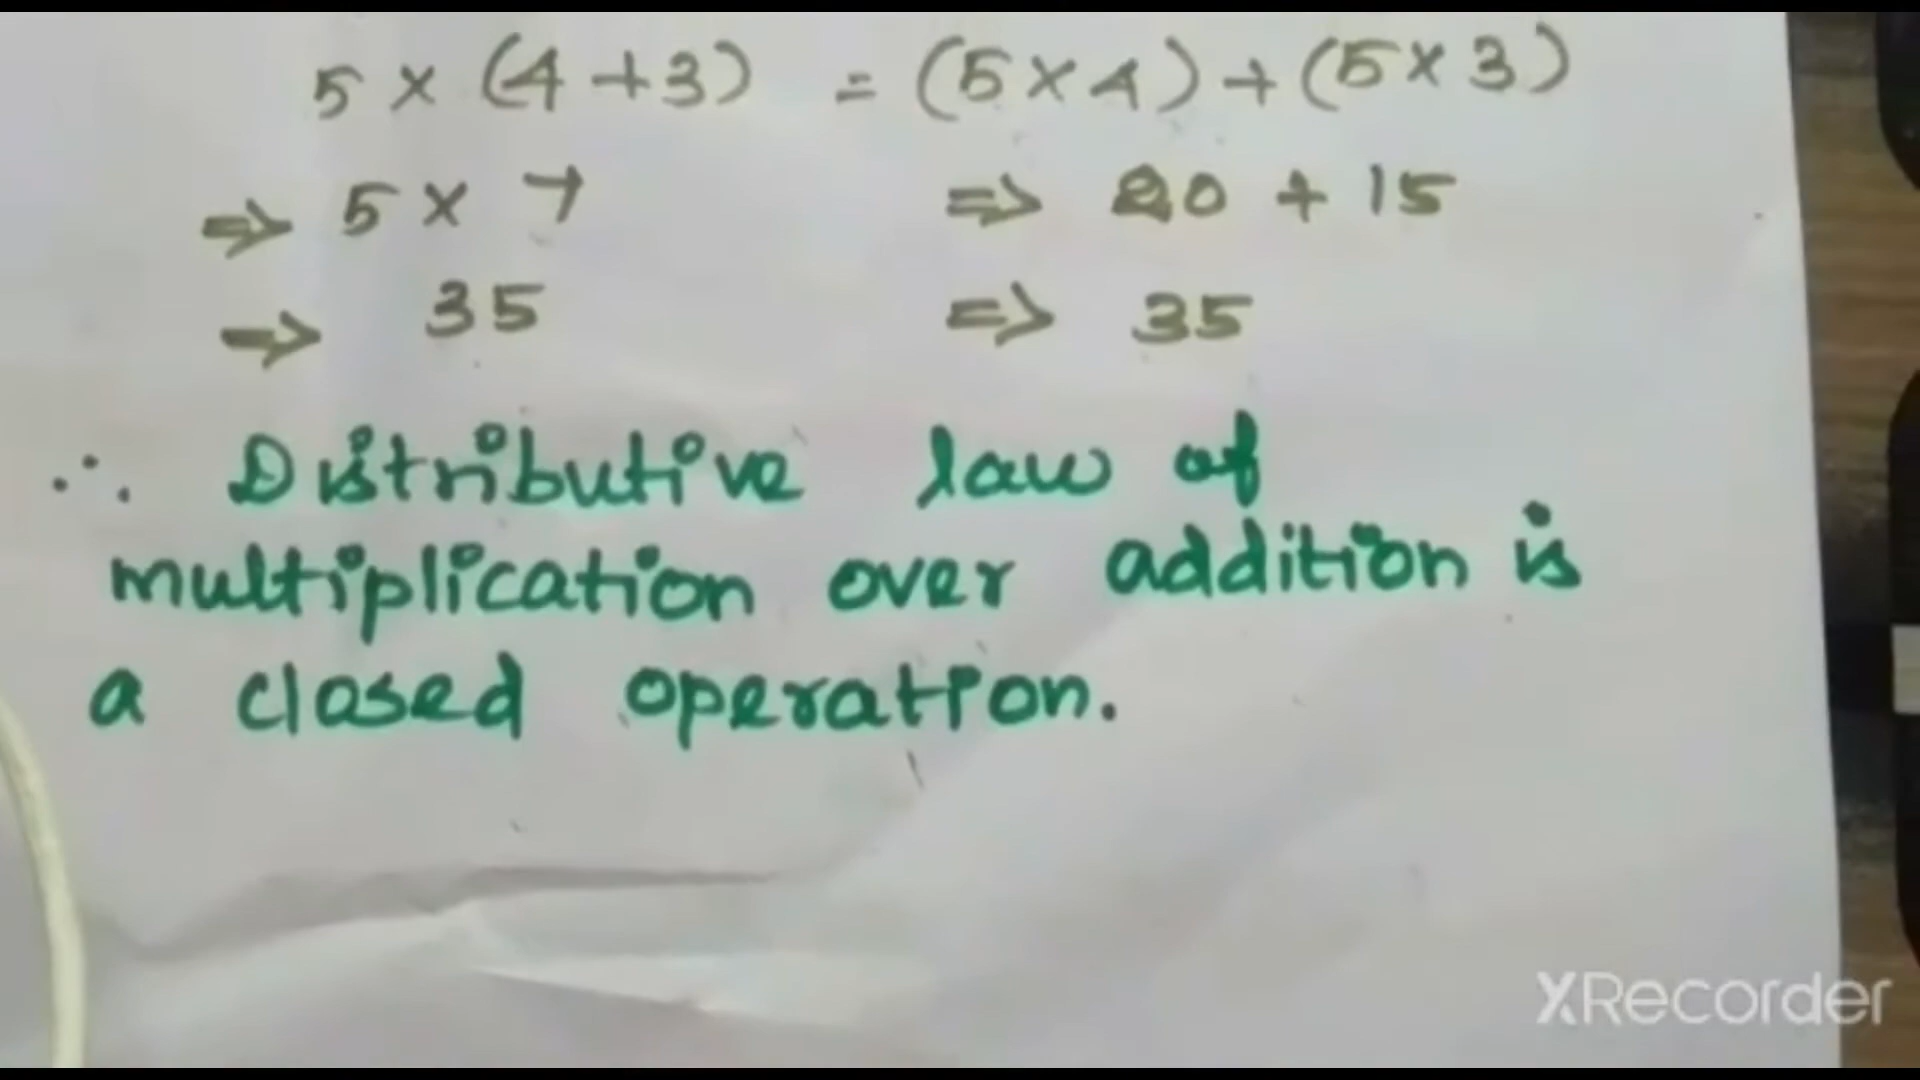 5 × (4 + 3) = (5 × 4) + (5 × 3)
⇒ 5 × 7 ⇒ 20 + 15
⇒ 35 ⇒ 35
∴ Distributive law of
multiplication over addition is
a closed operation.
XRecorder